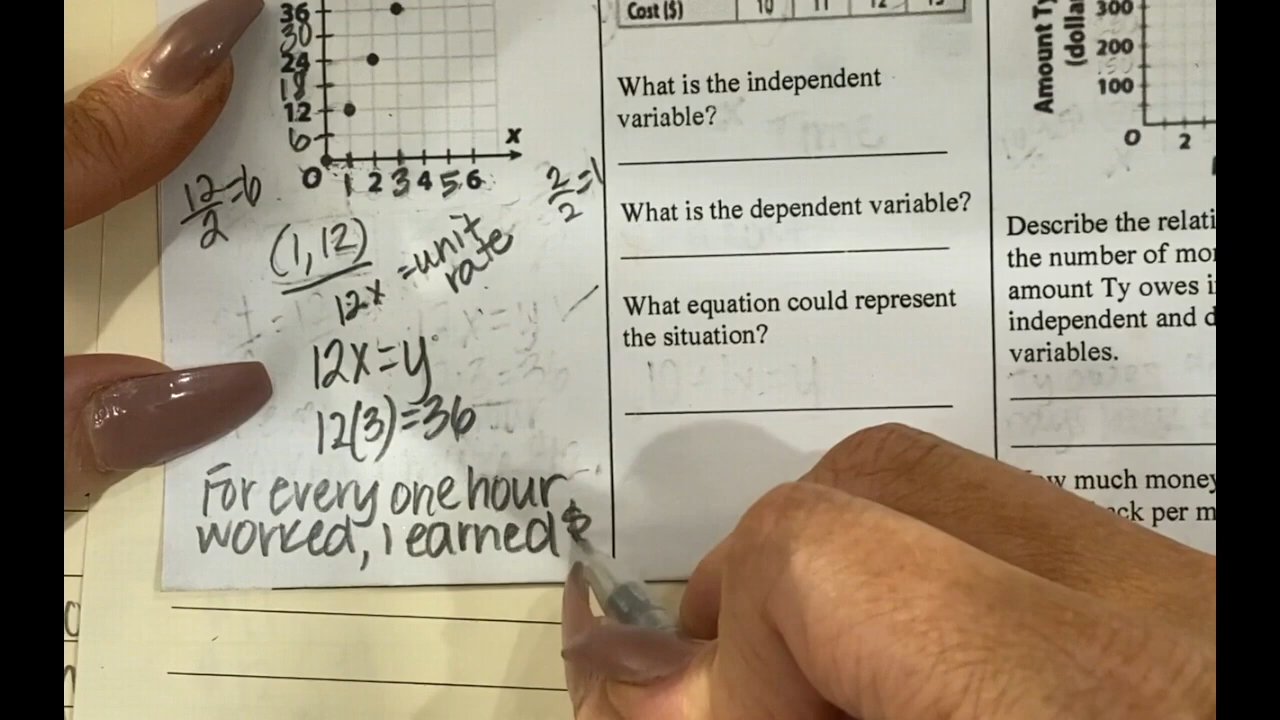 36
30
24
18
12
6
x
0 1 2 3 4 5 6
12/2=6
2/2=1
(1,12)
12x =unit rate
12x=y
12(3)=36
For every one hour
worked, I earned $
Cost ($) 10 11 12 13
What is the independent
variable?
What is the dependent variable?
What equation could represent
the situation?
Amount Ty
(dolla
300
200
100
0 2
Describe the relati
the number of mo
amount Ty owes i
independent and d
variables.
w much money
ck per m